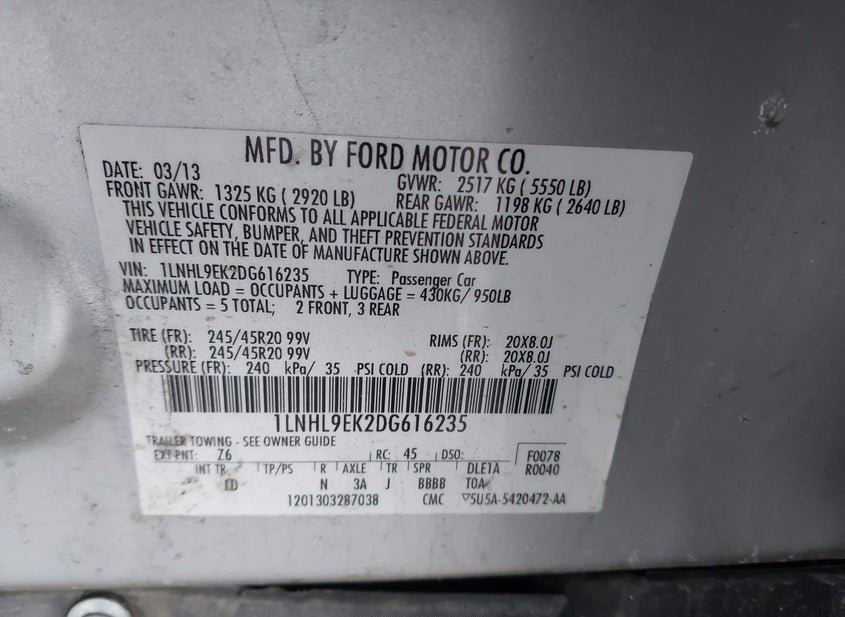 MFD. BY FORD MOTOR CO.
DATE: 03/13 GVWR: 2517 KG ( 5550 LB)
FRONT GAWR: 1325 KG ( 2920 LB) REAR GAWR: 1198 KG ( 2640 LB)
THIS VEHICLE CONFORMS TO ALL APPLICABLE FEDERAL MOTOR
VEHICLE SAFETY, BUMPER, AND THEFT PREVENTION STANDARDS
IN EFFECT ON THE DATE OF MANUFACTURE SHOWN ABOVE.
VIN: 1LNHL9EK2DG616235 TYPE: Passenger Car
MAXIMUM LOAD = OCCUPANTS + LUGGAGE = 430KG/ 950LB
OCCUPANTS = 5 TOTAL; 2 FRONT, 3 REAR
TIRE (FR): 245/45R20 99V RIMS (FR): 20X8.0J
(RR): 245/45R20 99V (RR): 20X8.0J
PRESSURE (FR): 240 kPa/ 35 PSI COLD (RR): 240 kPa/ 35 PSI COLD
1LNHL9EK2DG616235
TRAILER TOWING - SEE OWNER GUIDE
EXT PNT: Z6 RC: 45 DSO: F0078
INT TR TP/PS R AXLE TR SPR DLE1A R0040
LD N 3A J BBBB T0A
1201303287038 CMC ▽5U5A-5420472-AA